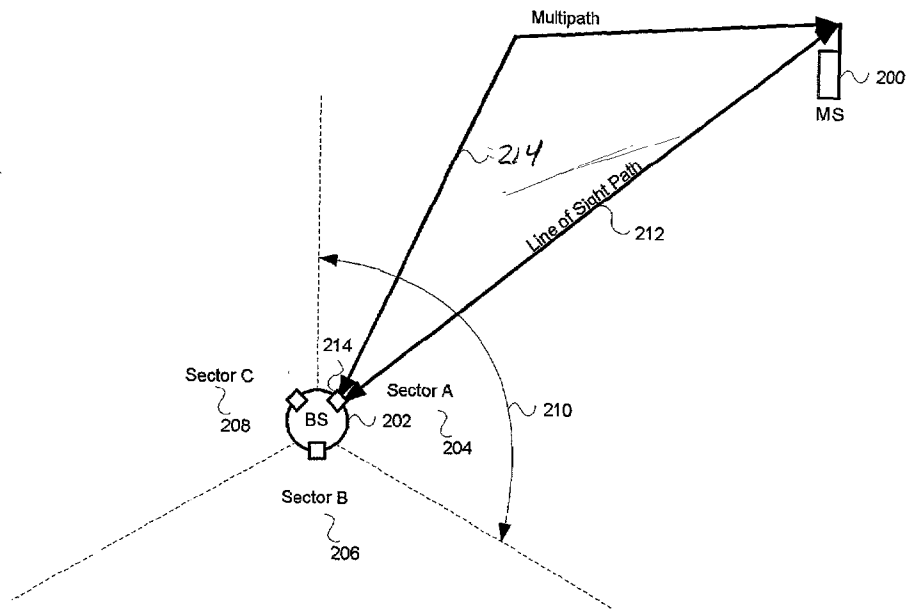 Multipath
200
MS
214
Line of Sight Path
212
214
Sector C
Sector A
210
208
BS
202
204
Sector B
206